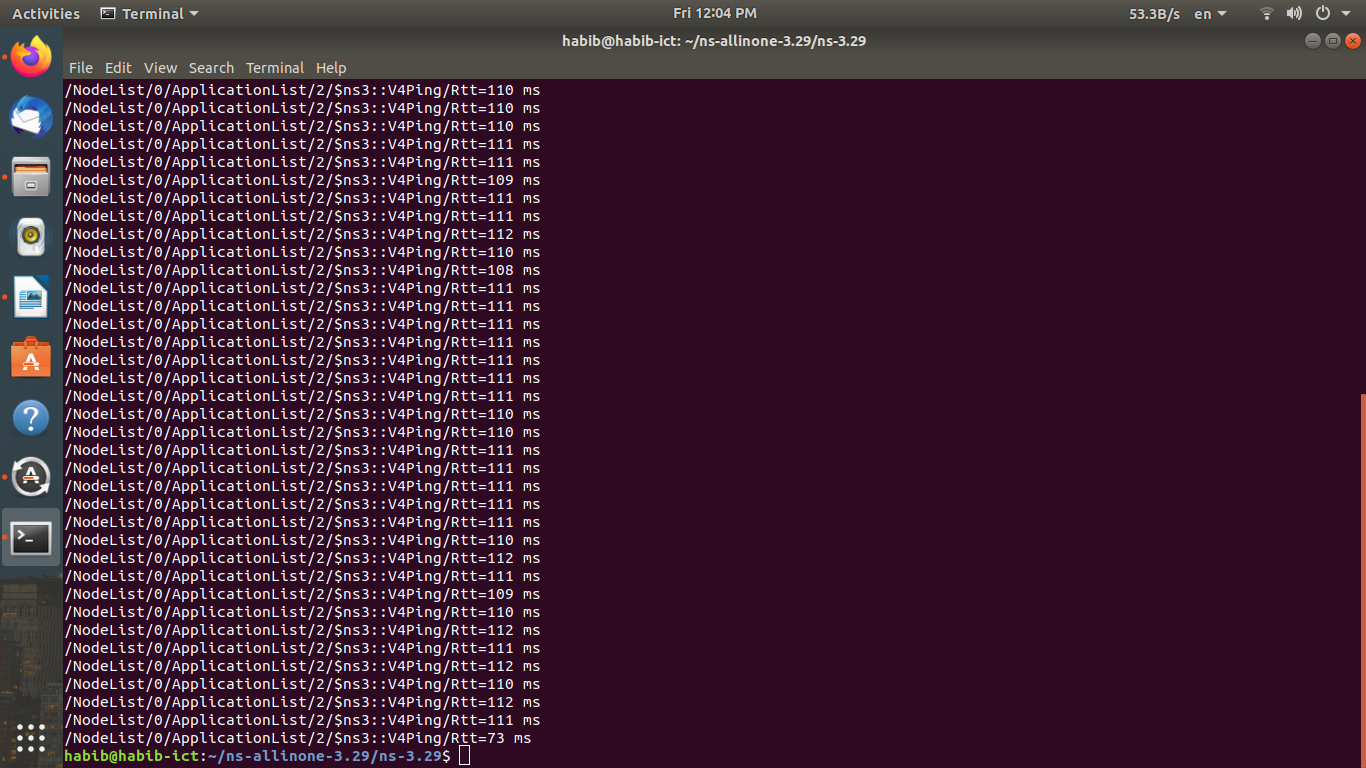 Activities Terminal Fri 12:04 PM 53.3B/s en
habib@habib-ict: ~/ns-allinone-3.29/ns-3.29
File Edit View Search Terminal Help
/NodeList/0/ApplicationList/2/$ns3::V4Ping/Rtt=110 ms
/NodeList/0/ApplicationList/2/$ns3::V4Ping/Rtt=110 ms
/NodeList/0/ApplicationList/2/$ns3::V4Ping/Rtt=110 ms
/NodeList/0/ApplicationList/2/$ns3::V4Ping/Rtt=111 ms
/NodeList/0/ApplicationList/2/$ns3::V4Ping/Rtt=111 ms
/NodeList/0/ApplicationList/2/$ns3::V4Ping/Rtt=109 ms
/NodeList/0/ApplicationList/2/$ns3::V4Ping/Rtt=111 ms
/NodeList/0/ApplicationList/2/$ns3::V4Ping/Rtt=111 ms
/NodeList/0/ApplicationList/2/$ns3::V4Ping/Rtt=112 ms
/NodeList/0/ApplicationList/2/$ns3::V4Ping/Rtt=110 ms
/NodeList/0/ApplicationList/2/$ns3::V4Ping/Rtt=108 ms
/NodeList/0/ApplicationList/2/$ns3::V4Ping/Rtt=111 ms
/NodeList/0/ApplicationList/2/$ns3::V4Ping/Rtt=111 ms
/NodeList/0/ApplicationList/2/$ns3::V4Ping/Rtt=111 ms
/NodeList/0/ApplicationList/2/$ns3::V4Ping/Rtt=111 ms
/NodeList/0/ApplicationList/2/$ns3::V4Ping/Rtt=111 ms
/NodeList/0/ApplicationList/2/$ns3::V4Ping/Rtt=111 ms
/NodeList/0/ApplicationList/2/$ns3::V4Ping/Rtt=111 ms
/NodeList/0/ApplicationList/2/$ns3::V4Ping/Rtt=110 ms
/NodeList/0/ApplicationList/2/$ns3::V4Ping/Rtt=110 ms
/NodeList/0/ApplicationList/2/$ns3::V4Ping/Rtt=111 ms
/NodeList/0/ApplicationList/2/$ns3::V4Ping/Rtt=111 ms
/NodeList/0/ApplicationList/2/$ns3::V4Ping/Rtt=111 ms
/NodeList/0/ApplicationList/2/$ns3::V4Ping/Rtt=111 ms
/NodeList/0/ApplicationList/2/$ns3::V4Ping/Rtt=111 ms
/NodeList/0/ApplicationList/2/$ns3::V4Ping/Rtt=110 ms
/NodeList/0/ApplicationList/2/$ns3::V4Ping/Rtt=112 ms
/NodeList/0/ApplicationList/2/$ns3::V4Ping/Rtt=111 ms
/NodeList/0/ApplicationList/2/$ns3::V4Ping/Rtt=109 ms
/NodeList/0/ApplicationList/2/$ns3::V4Ping/Rtt=110 ms
/NodeList/0/ApplicationList/2/$ns3::V4Ping/Rtt=112 ms
/NodeList/0/ApplicationList/2/$ns3::V4Ping/Rtt=111 ms
/NodeList/0/ApplicationList/2/$ns3::V4Ping/Rtt=112 ms
/NodeList/0/ApplicationList/2/$ns3::V4Ping/Rtt=110 ms
/NodeList/0/ApplicationList/2/$ns3::V4Ping/Rtt=112 ms
/NodeList/0/ApplicationList/2/$ns3::V4Ping/Rtt=111 ms
/NodeList/0/ApplicationList/2/$ns3::V4Ping/Rtt=73 ms
habib@habib-ict:~/ns-allinone-3.29/ns-3.29$